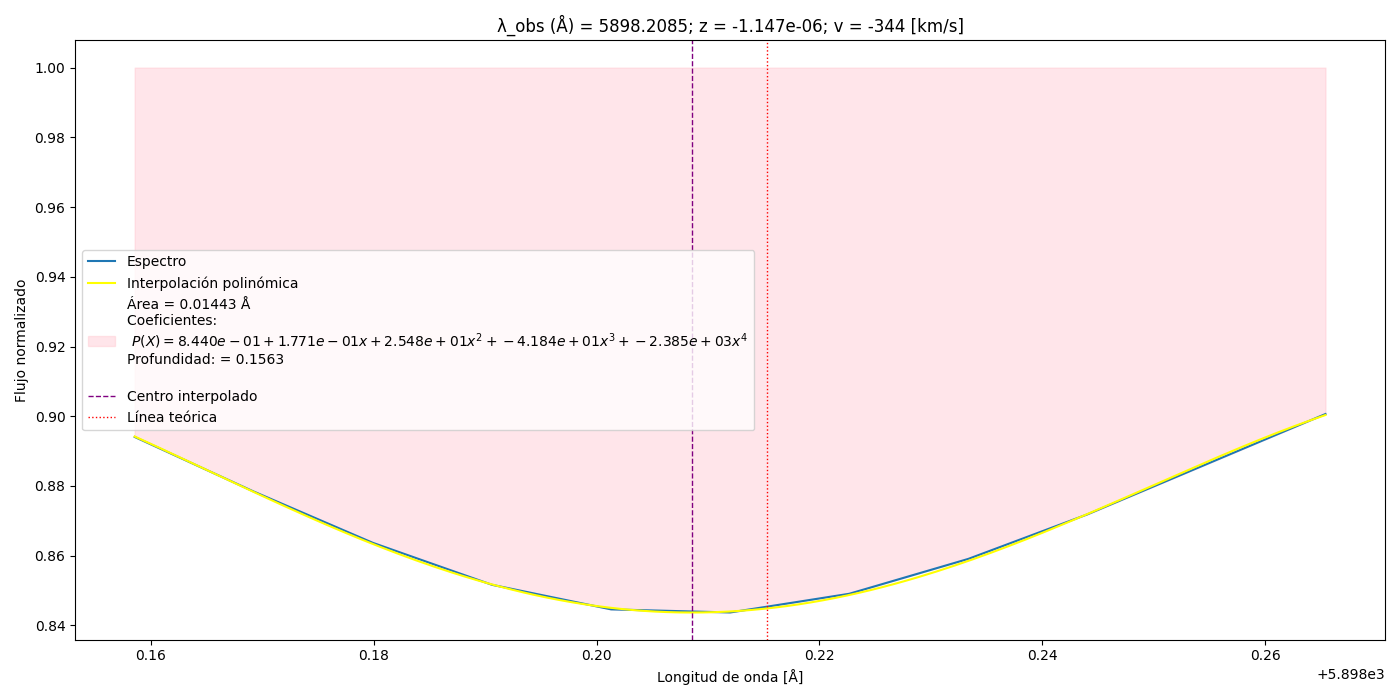 λ_obs (Å) = 5898.2085; z = -1.147e-06; v = -344 [km/s]
Flujo normalizado
1.00
0.98
0.96
0.94
0.92
0.90
0.88
0.86
0.84
Espectro
Interpolación polinómica
Área = 0.01443 Å
Coeficientes:
P(X) = 8.440e − 01 + 1.771e − 01x + 2.548e + 01x² + −4.184e + 01x³ + −2.385e + 03x⁴
Profundidad: = 0.1563
Centro interpolado
Línea teórica
0.16 0.18 0.20 0.22 0.24 0.26
+5.898e3
Longitud de onda [Å]